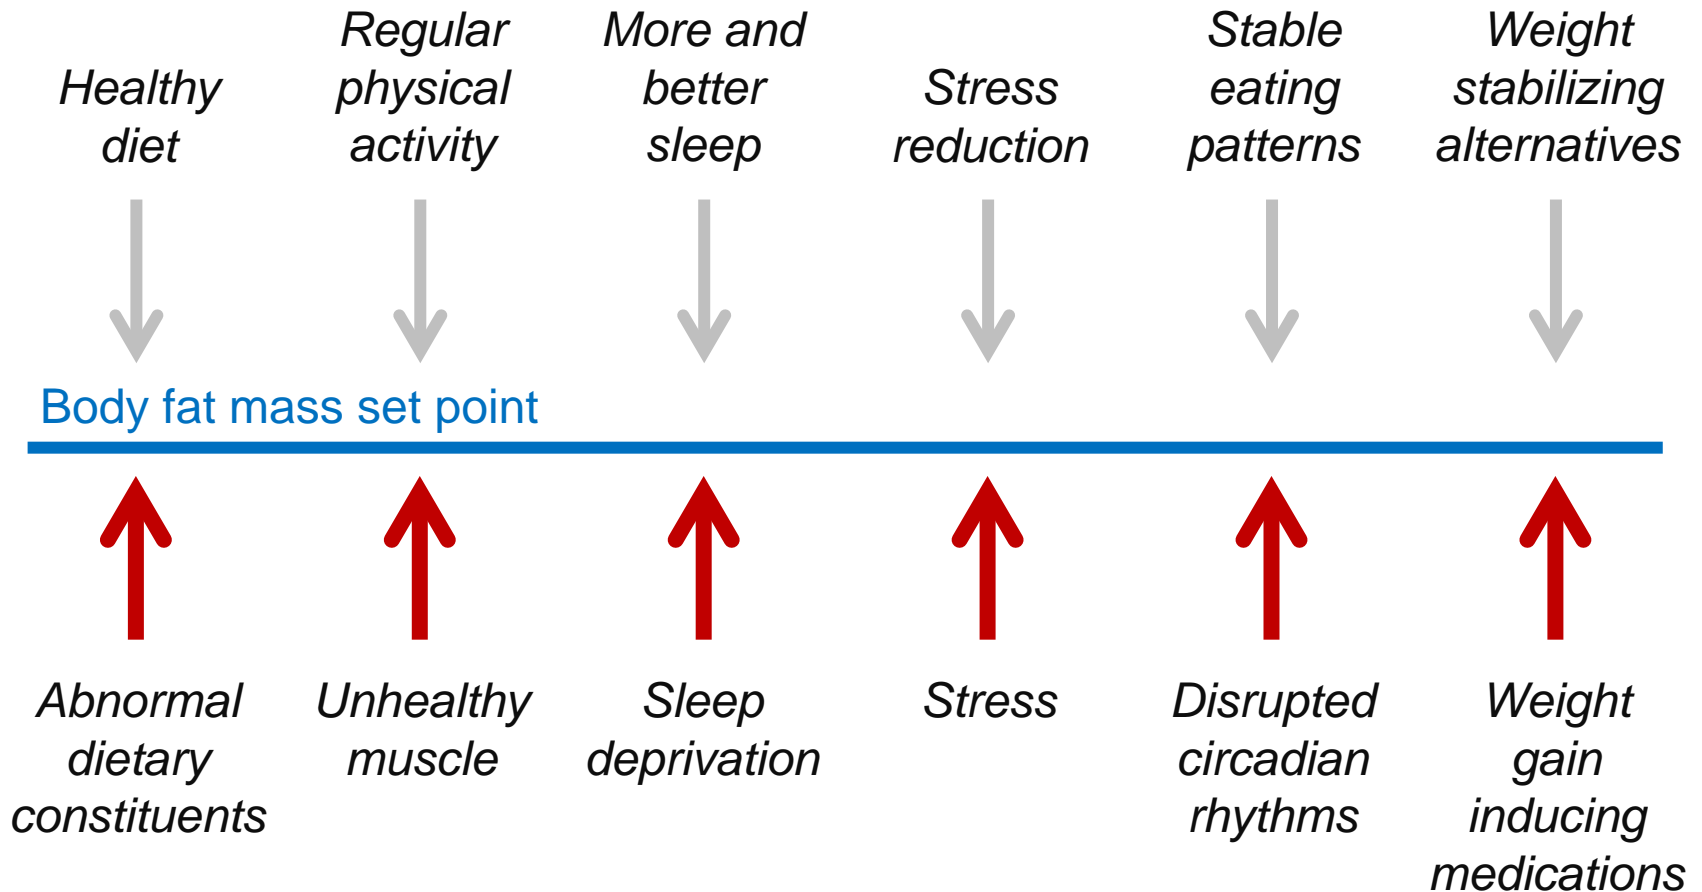 Healthy
diet
Regular
physical
activity
More and
better
sleep
Stress
reduction
Stable
eating
patterns
Weight
stabilizing
alternatives
Body fat mass set point
Abnormal
dietary
constituents
Unhealthy
muscle
Sleep
deprivation
Stress
Disrupted
circadian
rhythms
Weight
gain
inducing
medications